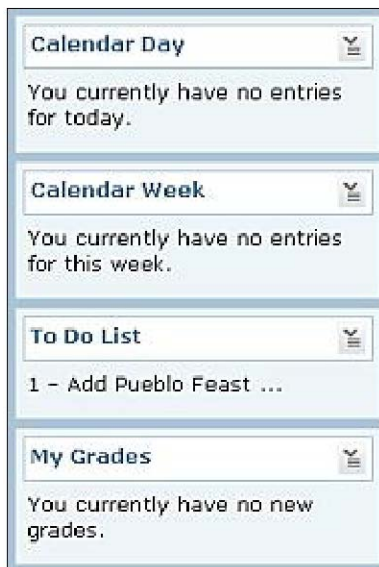 Calendar Day
You currently have no entries
for today.
Calendar Week
You currently have no entries
for this week.
To Do List
1 - Add Pueblo Feast ...
My Grades
You currently have no new
grades.